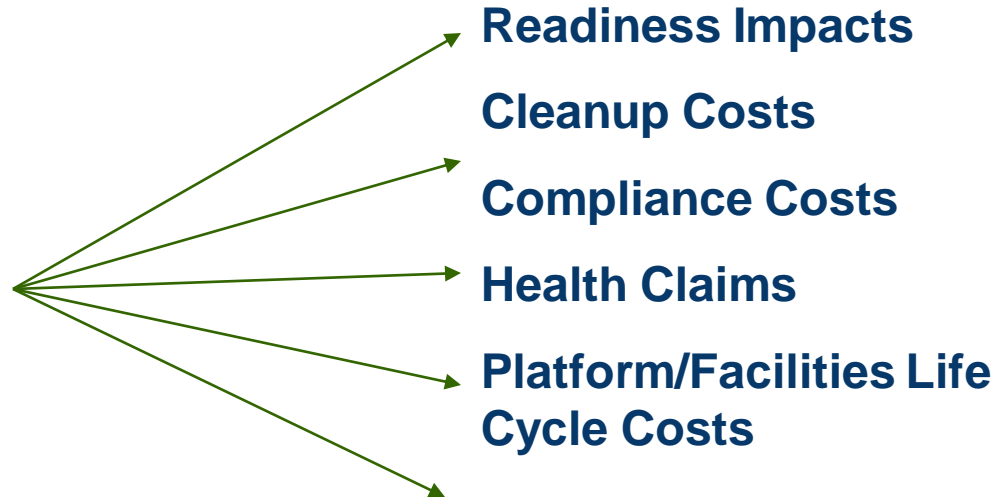 Readiness Impacts
Cleanup Costs
Compliance Costs
Health Claims
Platform/Facilities Life
Cycle Costs